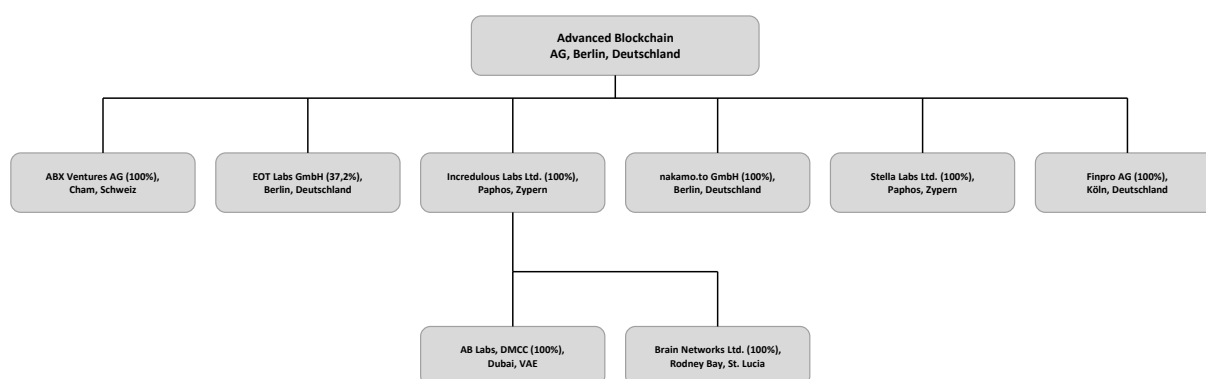 Advanced Blockchain
AG, Berlin, Deutschland
ABX Ventures AG (100%),
Cham, Schweiz
EOT Labs GmbH (37,2%),
Berlin, Deutschland
Incredulous Labs Ltd. (100%),
Paphos, Zypern
nakamo.to GmbH (100%),
Berlin, Deutschland
Stella Labs Ltd. (100%),
Paphos, Zypern
Finpro AG (100%),
Köln, Deutschland
AB Labs, DMCC (100%),
Dubai, VAE
Brain Networks Ltd. (100%),
Rodney Bay, St. Lucia